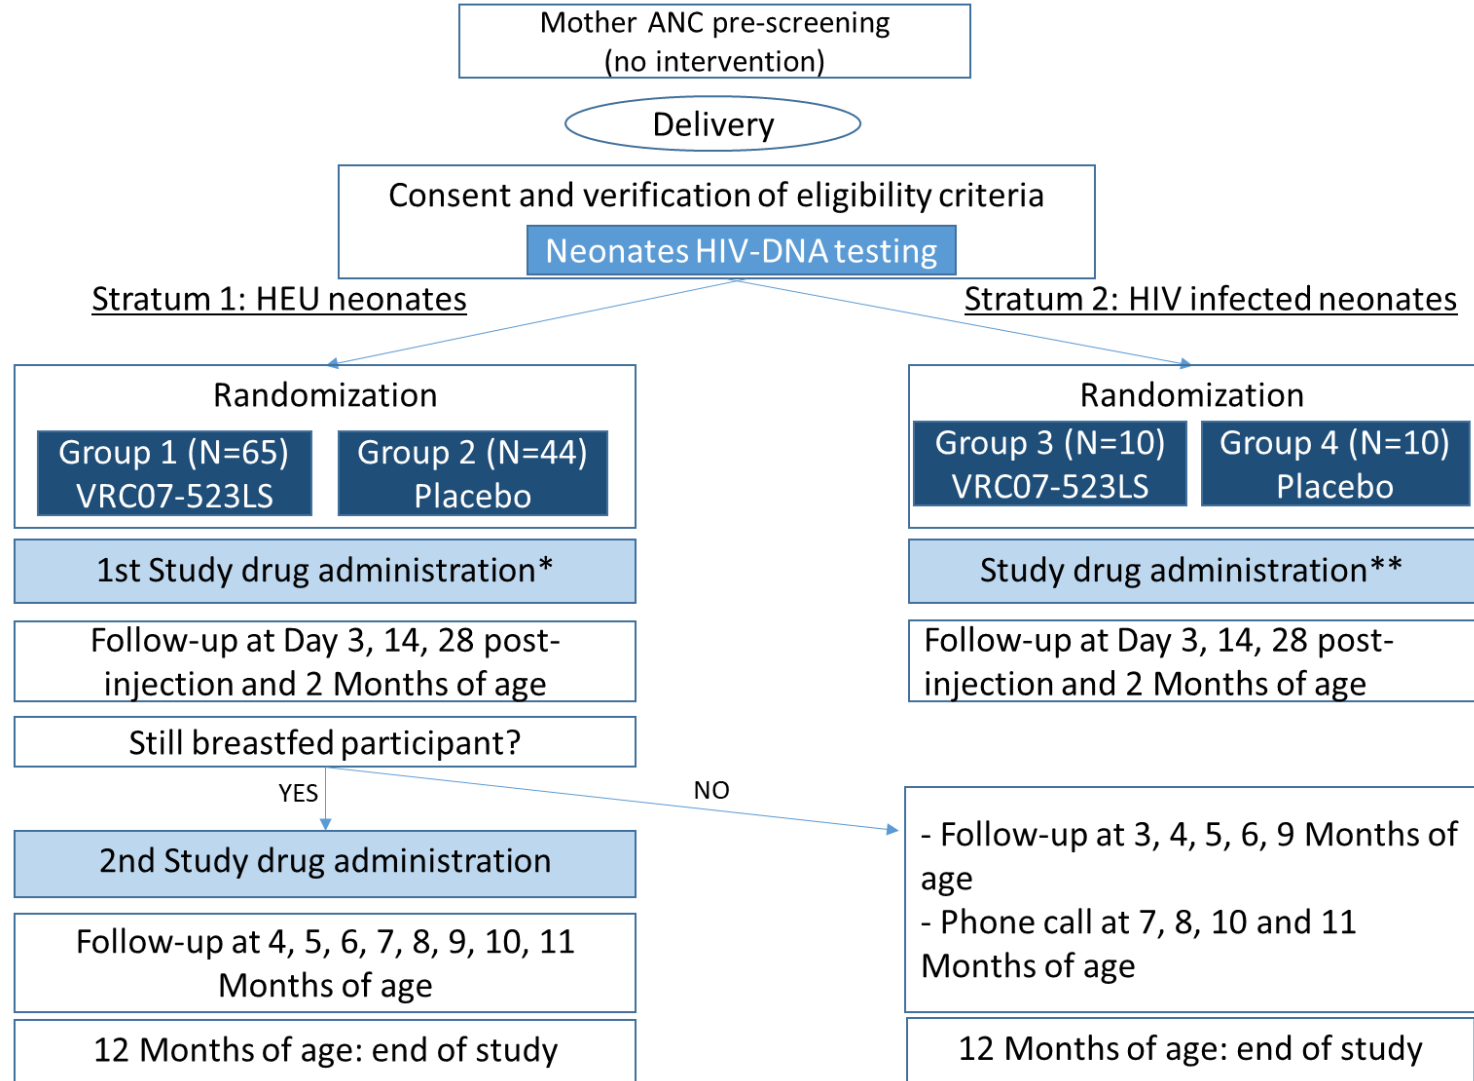 Mother ANC pre-screening
(no intervention)
Delivery
Consent and verification of eligibility criteria
Neonates HIV-DNA testing
Stratum 1: HEU neonates
Stratum 2: HIV infected neonates
Randomization
Group 1 (N=65)
VRC07-523LS
Group 2 (N=44)
Placebo
Randomization
Group 3 (N=10)
VRC07-523LS
Group 4 (N=10)
Placebo
1st Study drug administration*
Study drug administration**
Follow-up at Day 3, 14, 28 post-
injection and 2 Months of age
Follow-up at Day 3, 14, 28 post-
injection and 2 Months of age
Still breastfed participant?
YES
NO
2nd Study drug administration
- Follow-up at 3, 4, 5, 6, 9 Months of
age
- Phone call at 7, 8, 10 and 11
Months of age
Follow-up at 4, 5, 6, 7, 8, 9, 10, 11
Months of age
12 Months of age: end of study
12 Months of age: end of study